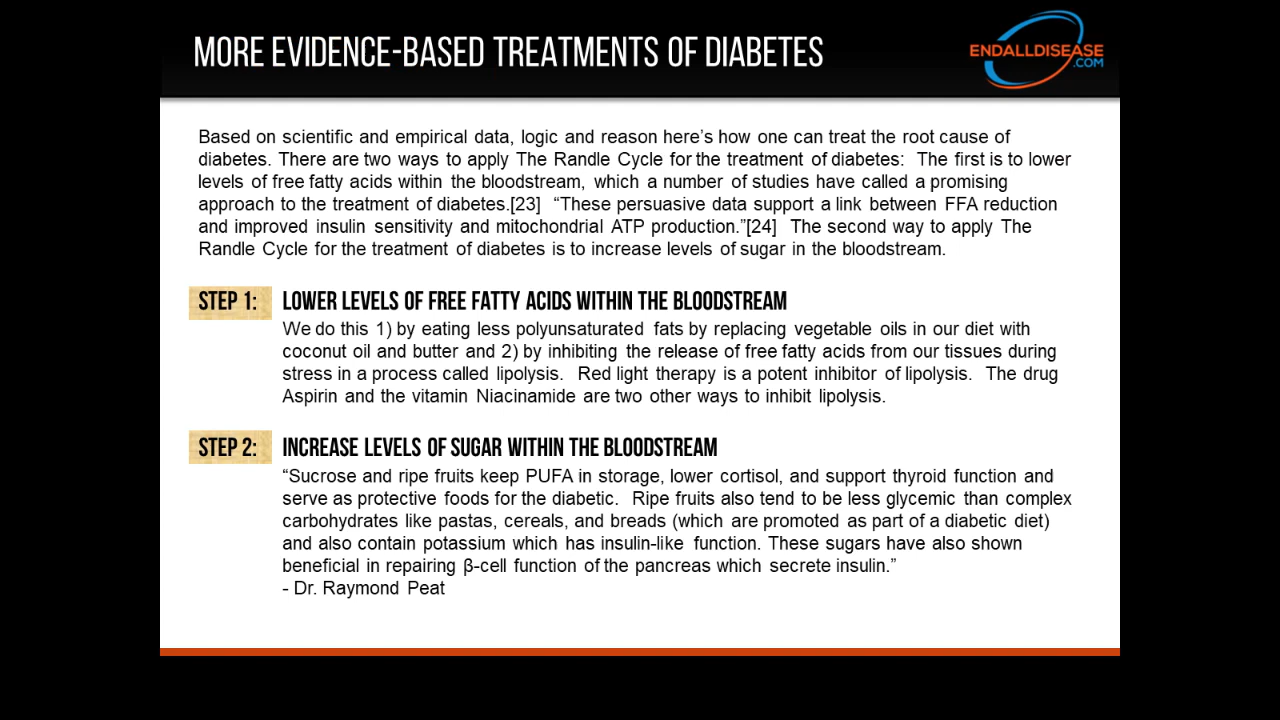 MORE EVIDENCE-BASED TREATMENTS OF DIABETES
ENDALLDISEASE
.COM
Based on scientific and empirical data, logic and reason here's how one can treat the root cause of
diabetes. There are two ways to apply The Randle Cycle for the treatment of diabetes: The first is to lower
levels of free fatty acids within the bloodstream, which a number of studies have called a promising
approach to the treatment of diabetes.[23] “These persuasive data support a link between FFA reduction
and improved insulin sensitivity and mitochondrial ATP production.”[24] The second way to apply The
Randle Cycle for the treatment of diabetes is to increase levels of sugar in the bloodstream.
STEP 1: LOWER LEVELS OF FREE FATTY ACIDS WITHIN THE BLOODSTREAM
We do this 1) by eating less polyunsaturated fats by replacing vegetable oils in our diet with
coconut oil and butter and 2) by inhibiting the release of free fatty acids from our tissues during
stress in a process called lipolysis. Red light therapy is a potent inhibitor of lipolysis. The drug
Aspirin and the vitamin Niacinamide are two other ways to inhibit lipolysis.
STEP 2: INCREASE LEVELS OF SUGAR WITHIN THE BLOODSTREAM
“Sucrose and ripe fruits keep PUFA in storage, lower cortisol, and support thyroid function and
serve as protective foods for the diabetic. Ripe fruits also tend to be less glycemic than complex
carbohydrates like pastas, cereals, and breads (which are promoted as part of a diabetic diet)
and also contain potassium which has insulin-like function. These sugars have also shown
beneficial in repairing β-cell function of the pancreas which secrete insulin.”
- Dr. Raymond Peat